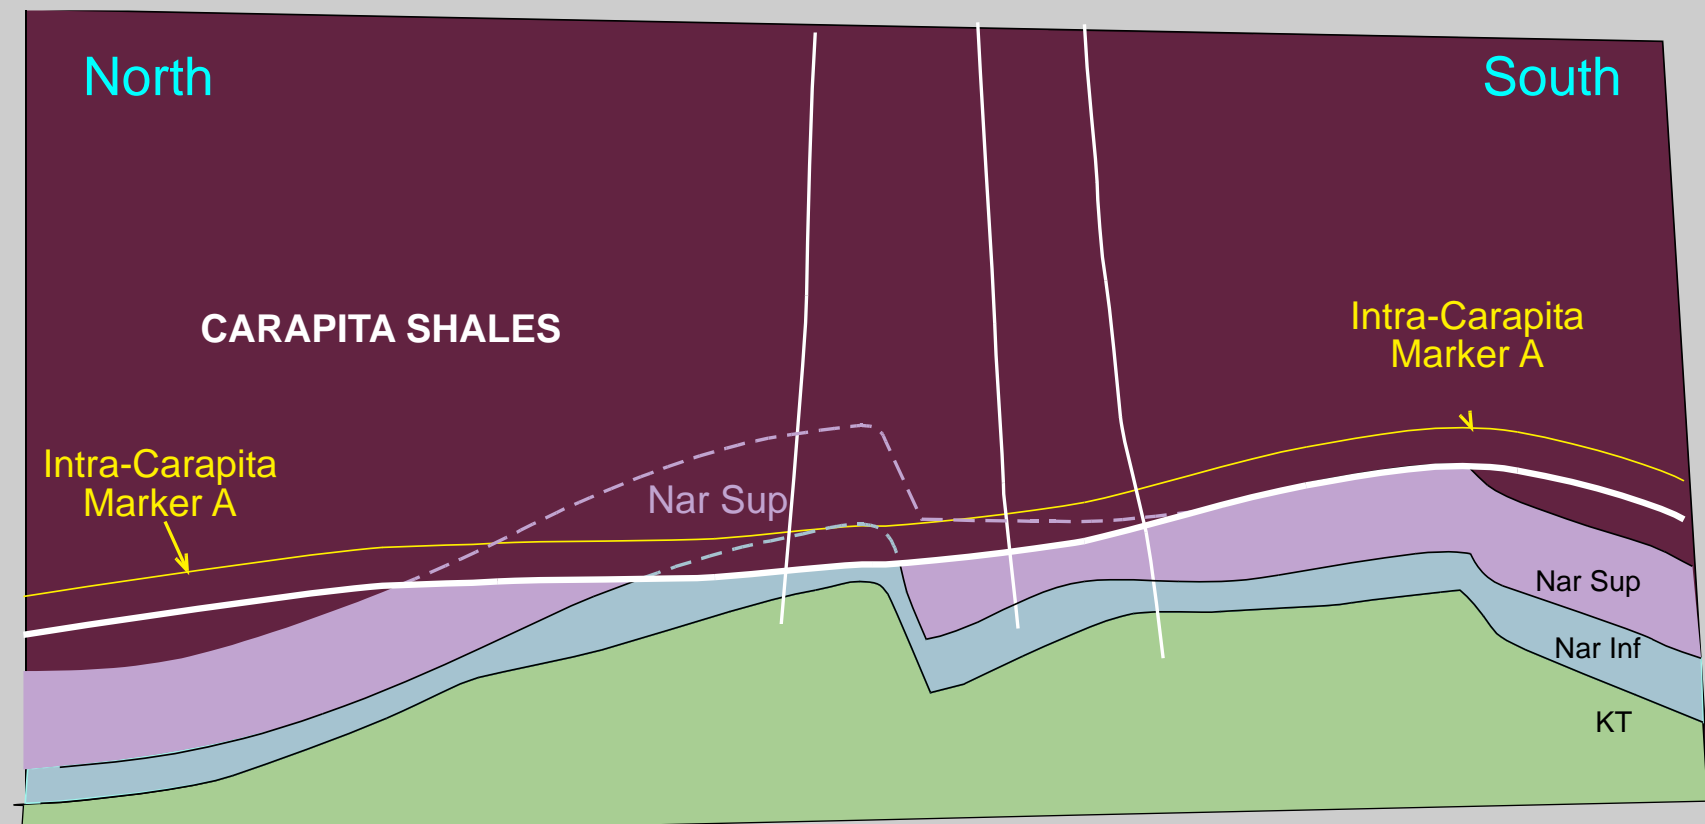 North
South
CARAPITA SHALES
Intra-Carapita
Marker A
Intra-Carapita
Marker A
Nar Sup
Nar Sup
Nar Inf
KT